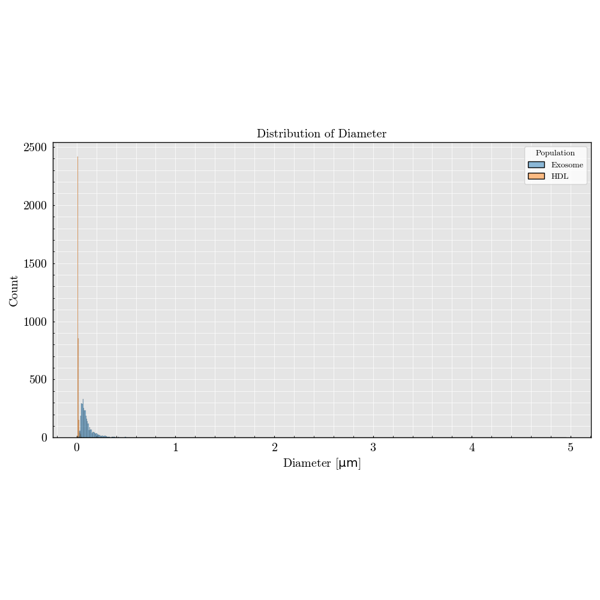 Distribution of Diameter
Population
Exosome
HDL
2500
2000
1500
1000
500
0
Count
0 1 2 3 4 5
Diameter [μm]